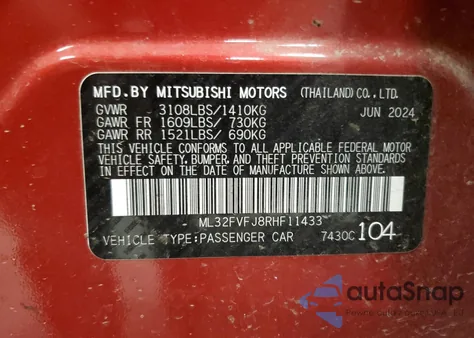 MFD.BY MITSUBISHI MOTORS (THAILAND)CO.,LTD.
GVWR 3108LBS/1410KG JUN 2024
GAWR FR 1609LBS/ 730KG
GAWR RR 1521LBS/ 690KG
THIS VEHICLE CONFORMS TO ALL APPLICABLE FEDERAL MOTOR
VEHICLE SAFETY, BUMPER, AND THEFT PREVENTION STANDARDS
IN EFFECT ON THE DATE OF MANUFACTURE SHOWN ABOVE.
ML32FVFJ8RHF11433
VEHICLE TYPE:PASSENGER CAR 7430C 104
autoSnap